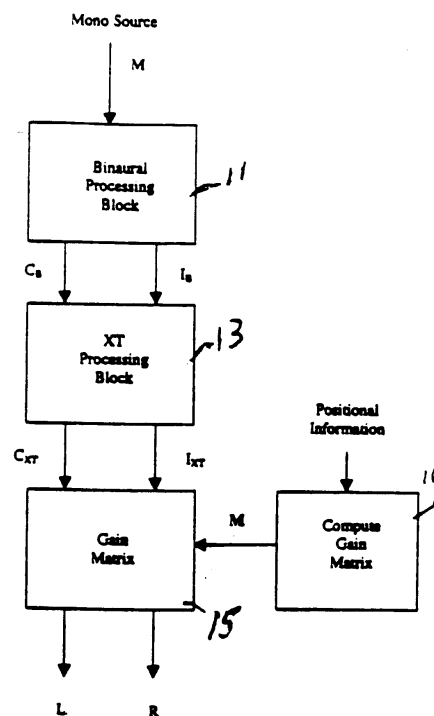 Mono Source
M
Binaural
Processing
Block
11
C_B
I_B
XT
Processing
Block
13
C_XT
I_XT
Positional
Information
Gain
Matrix
M
Compute
Gain
Matrix
15
L
R